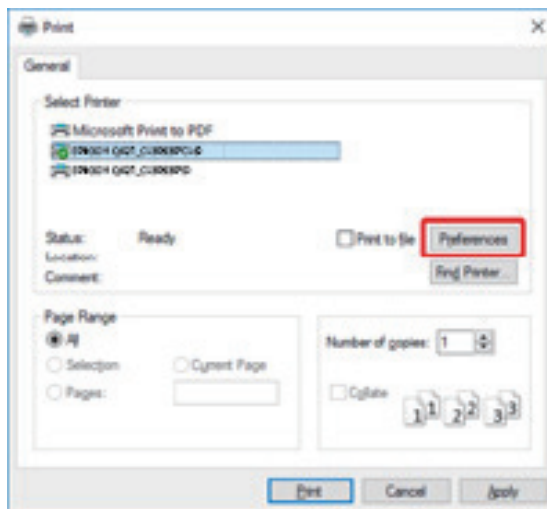 Print
General
Select Printer
Microsoft Print to PDF
Status: Ready
Print to file
Preferences
Location:
Comment:
Find Printer...
Page Range
All
Selection
Current Page
Pages:
Number of copies: 1
Collate
1 1 2 2 3 3
Print
Cancel
Apply